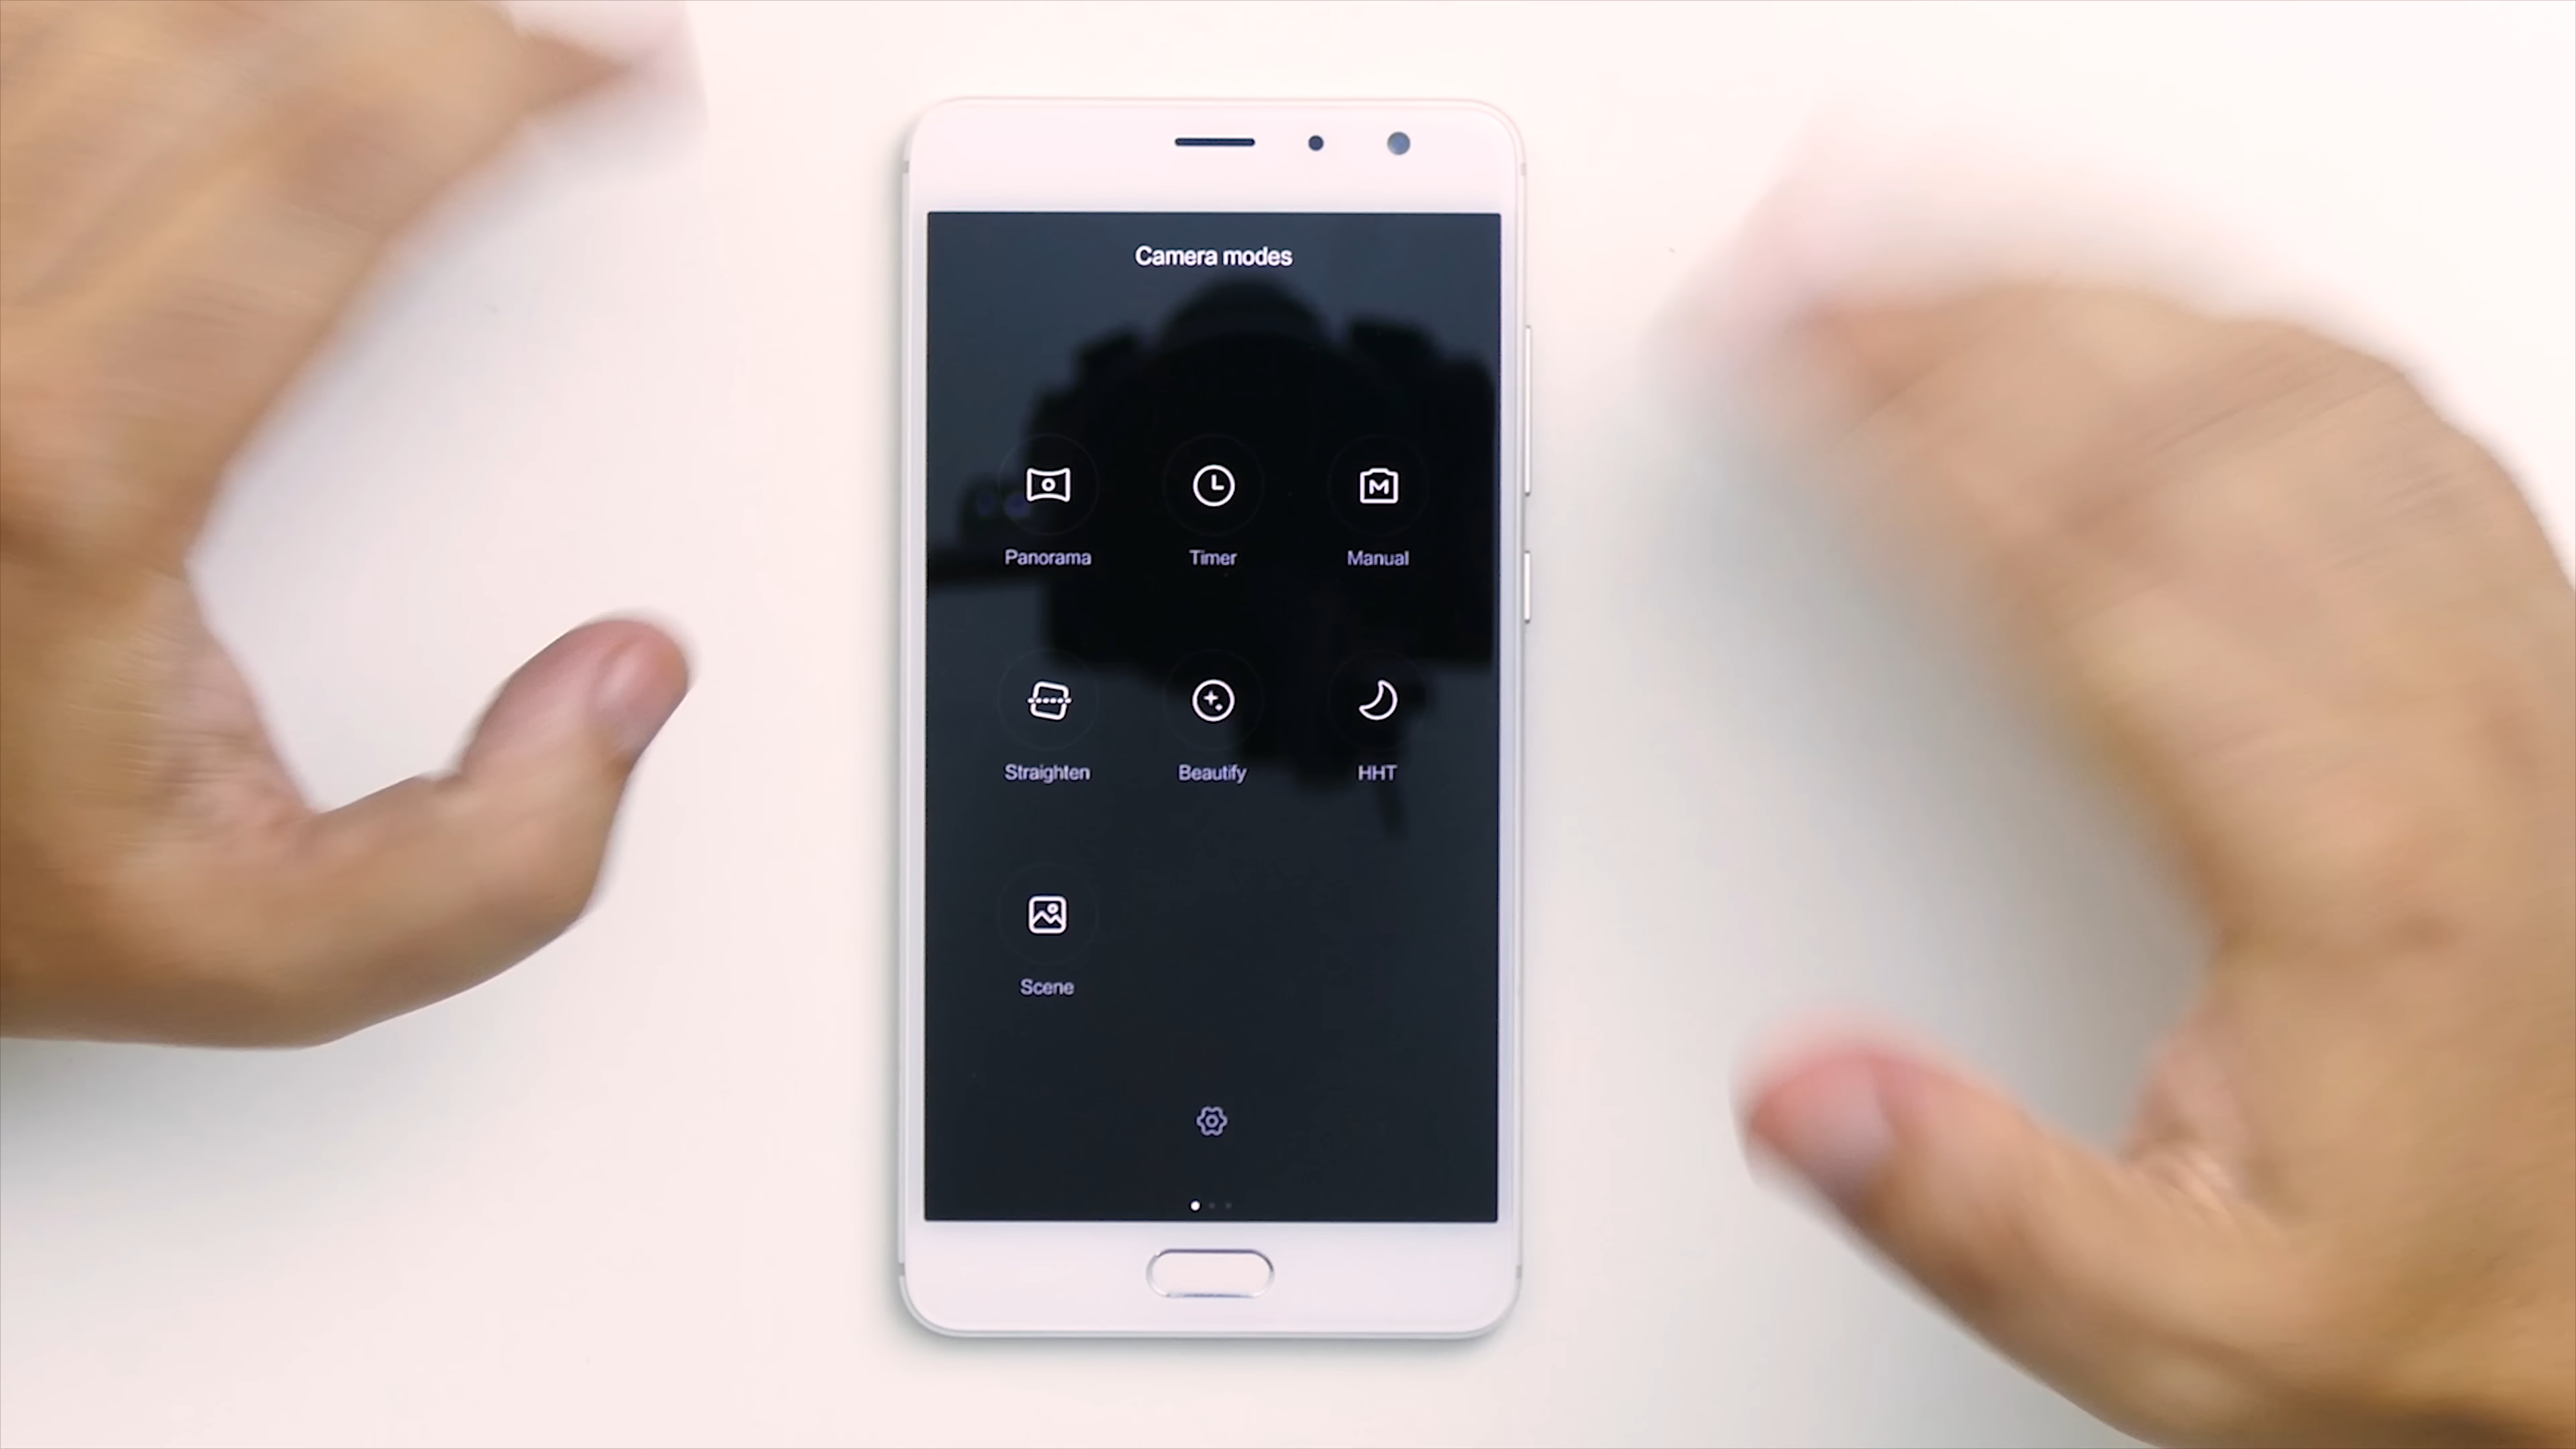 Camera modes
Panorama
Timer
Manual
Straighten
Beautify
HHT
Scene